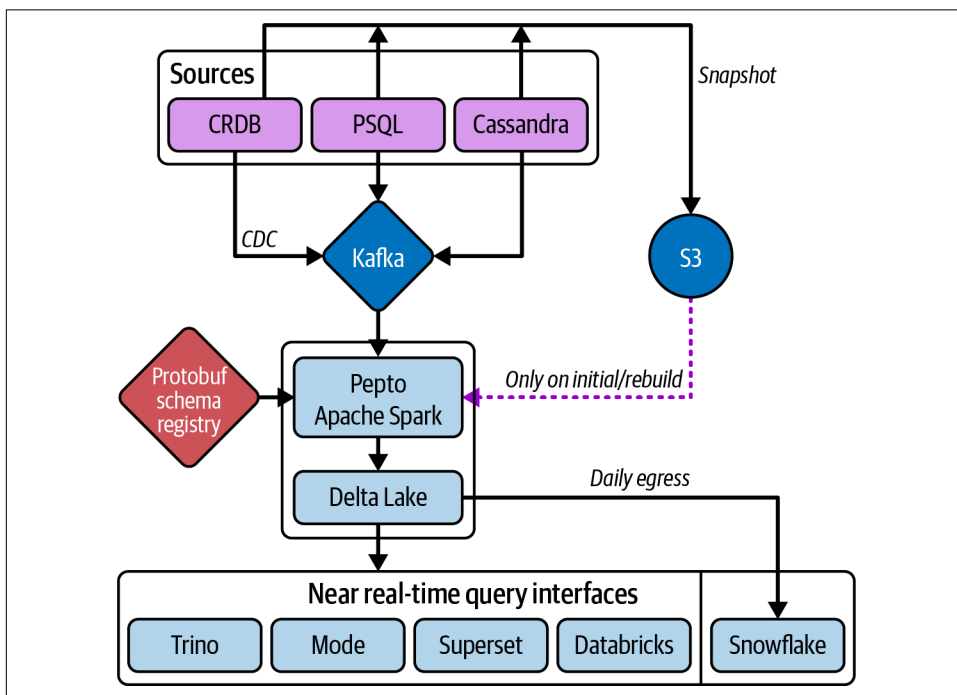 Sources
Snapshot
CRDB
PSQL
Cassandra
CDC
Kafka
S3
Protobuf
schema
registry
Pepto
Apache Spark
Only on initial/rebuild
Delta Lake
Daily egress
Near real-time query interfaces
Trino
Mode
Superset
Databricks
Snowflake